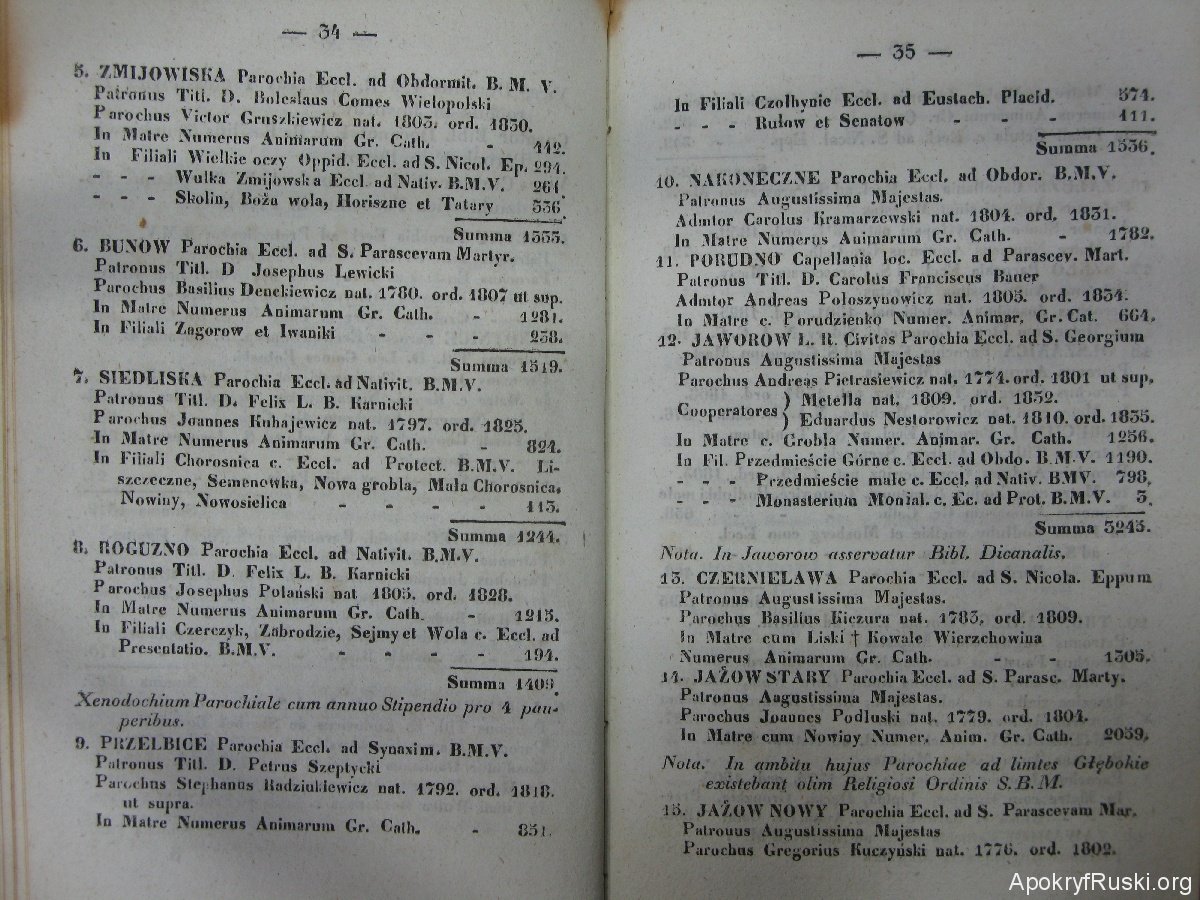 — 34 —
5. ZMIJOWISKA Parochia Eccl. ad Obdormit. B. M. V.
Patronus Titl. D. Boleslaus Comes Wielopolski
Parochus Victor Gruszkiewicz nat. 1803. ord. 1830.
In Matre Numerus Animarum Gr. Cath. - 442.
In Filiali Wielkie oczy Oppid. Eccl. ad S. Nicol. Ep. 294.
- - - Wulka Zmijowska Eccl. ad Nativ. B.M.V. 261
- - - Skolin, Boża wola, Horiszne et Tatary 336
Summa 1333.
6. BUNOW Parochia Eccl. ad S. Parascevam Martyr.
Patronus Titl. D Josephus Lewicki
Parochus Basilius Denekiewicz nat. 1780. ord. 1807 ut sup.
In Matre Numerus Animarum Gr. Cath. - 1281.
In Filiali Zagorow et Iwaniki - - - 238.
Summa 1519.
7. SIEDLISKA Parochia Eccl. ad Nativit. B.M.V.
Patronus Titl. D. Felix L. B. Karnicki
Parochus Joannes Kuhajewicz nat. 1797. ord. 1825.
In Matre Numerus Animarum Gr. Cath. - 824.
In Filiali Chorosnica c. Eccl. ad Protect. B.M.V. Li-
szczeczne, Semenowka, Nowa grobla, Mala Chorosnica,
Nowiny, Nowosielica - - - - 113.
Summa 1244.
8. ROGUZNO Parochia Eccl. ad Nativit. B.M.V.
Patronus Titl. D. Felix L. B. Karnicki
Parochus Josephus Polański nat 1803. ord. 1828.
In Matre Numerus Animarum Gr. Cath. - 1215.
In Filiali Czerczyk, Zabrodzie, Sejmy et Wola c. Eccl. ad
Presentatio. B.M.V. - - - - 194.
Summa 1409.
Xenodochium Parochiale cum annuo Stipendio pro 4 pau-
peribus.
9. PRZELBICE Parochia Eccl. ad Synaxim. B.M.V.
Patronus Titl. D. Petrus Szeptycki
Parochus Stephanus Radziukiewicz nat. 1792. ord. 1818.
ut supra.
In Matre Numerus Animarum Gr. Cath. - 851.
— 35 —
In Filiali Czolhynie Eccl. ad Eustach. Placid. 574.
- - - Rulow et Senatow - - - 111.
Summa 1536.
10. NAKONECZNE Parochia Eccl. ad Obdor. B.M.V.
Patronus Augustissima Majestas.
Admtor Carolus Kramarzewski nat. 1804. ord. 1831.
In Matre Numerus Animarum Gr. Cath. - 1782.
11. PORUDNO Capellania loc. Eccl. ad Parascev. Mart.
Patronus Titl. D. Carolus Franciscus Bauer
Admtor Andreas Poloszynowicz nat. 1805. ord. 1834.
In Matre c. Porudzienko Numer. Animar. Gr. Cat. 664.
12. JAWOROW L. R. Civitas Parochia Eccl. ad S. Georgium
Patronus Augustissima Majestas
Parochus Andreas Pietrasiewicz nat. 1774. ord. 1801 ut sup.
Cooperatores ) Metella nat. 1809. ord. 1832.
) Eduardus Nestorowicz nat. 1810. ord. 1835.
In Matre c. Grobla Numer. Animar. Gr. Cath. 1256.
In Fil. Przedmieście Górne c. Eccl. ad Obdo. B.M.V. 1190.
- - - Przedmieście małe c. Eccl. ad Nativ. BMV. 798.
- - - Monasterium Monial. c. Ec. ad Prot. B.M.V. 3.
Summa 3245.
Nota. In Jaworow asservatur Bibl. Dicanalis.
13. CZERNIELAWA Parochia Eccl. ad S. Nicola. Eppum
Patronus Augustissima Majestas.
Parochus Basilius Kiczura nat. 1783. ord. 1809.
In Matre cum Liski † Kowale Wierzchowina
Numerus Animarum Gr. Cath. - - 1305.
14. JAŻOW STARY Parochia Eccl. ad S. Parasc. Marty.
Patronus Augustissima Majestas.
Parochus Joannes Podluski nat. 1779. ord. 1804.
In Matre cum Nowiny Numer. Anim. Gr. Cath. 2059.
Nota. In ambitu hujus Parochiae ad limtes Głębokie
existebant olim Religiosi Ordinis S.B.M.
15. JAŻOW NOWY Parochia Eccl. ad S. Parascevam Mar.
Patronus Augustissima Majestas
Parochus Gregorius Kuczyński nat. 1776. ord. 1802.
ApokryfRuski.org